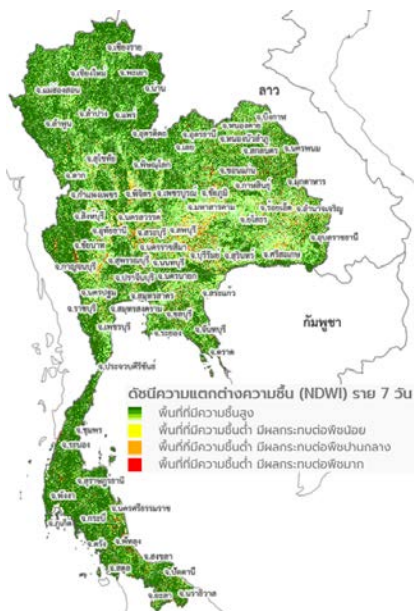 จ.เชียงราย
จ.เชียงใหม่
จ.พะเยา
จ.แม่ฮ่องสอน
จ.น่าน
จ.ลำปาง
จ.แพร่
จ.ลำพูน
ลาว
จ.บึงกาฬ
จ.หนองคาย
จ.อุตรดิตถ์
จ.อุดรธานี
จ.หนองบัวลำภู
จ.เลย
จ.สกลนคร
จ.นครพนม
จ.สุโขทัย
จ.พิษณุโลก
จ.ขอนแก่น
จ.ตาก
จ.กาฬสินธุ์
จ.มุกดาหาร
จ.กำแพงเพชร
จ.พิจิตร
จ.เพชรบูรณ์
จ.ชัยภูมิ
จ.มหาสารคาม
จ.ร้อยเอ็ด
จ.อำนาจเจริญ
จ.สิงห์บุรี
จ.นครสวรรค์
จ.ยโสธร
จ.อุทัยธานี
จ.สระบุรี
จ.ลพบุรี
จ.อุบลราชธานี
จ.ชัยนาท
จ.นครราชสีมา
จ.บุรีรัมย์
จ.สุรินทร์
จ.ศรีสะเกษ
จ.กาญจนบุรี
จ.สุพรรณบุรี
จ.นนทบุรี
จ.ปราจีนบุรี
จ.นครนายก
จ.นครปฐม
จ.สมุทรสาคร
จ.สระแก้ว
จ.ราชบุรี
จ.สมุทรสงคราม
จ.ชลบุรี
จ.เพชรบุรี
จ.ระยอง
จ.จันทบุรี
กัมพูชา
จ.ตราด
จ.ประจวบคีรีขันธ์
ดัชนีความแตกต่างความชื้น (NDWI) ราย 7 วัน
พื้นที่ที่มีความชื้นสูง
พื้นที่ที่มีความชื้นต่ำ มีผลกระทบต่อพืชน้อย
พื้นที่ที่มีความชื้นต่ำ มีผลกระทบต่อพืชปานกลาง
พื้นที่ที่มีความชื้นต่ำ มีผลกระทบต่อพืชมาก
จ.ชุมพร
จ.ระนอง
จ.สุราษฎร์ธานี
จ.พังงา
จ.นครศรีธรรมราช
จ.กระบี่
จ.ภูเก็ต
จ.ตรัง
จ.พัทลุง
จ.สงขลา
จ.สตูล
จ.ปัตตานี
จ.ยะลา
จ.นราธิวาส